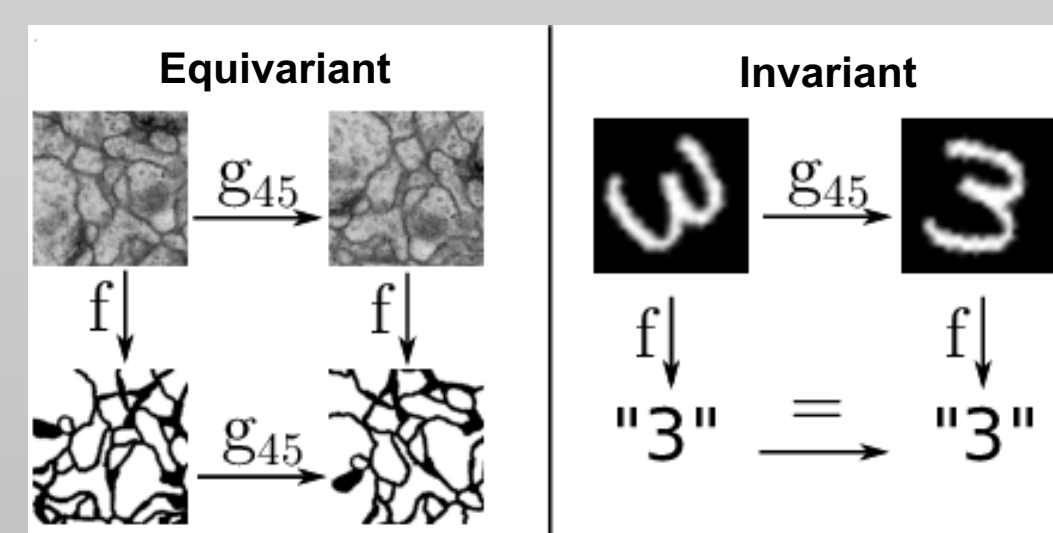 Equivariant
g45
f
f
g45
Invariant
g45
f
f
"3" = "3"